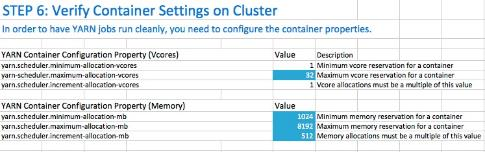 STEP 6: Verify Container Settings on Cluster
In order to have YARN jobs run cleanly, you need to configure the container properties.
YARN Container Configuration Property (Vcores) Value Description
yarn.scheduler.minimum-allocation-vcores 1 Minimum vcore reservation for a container
yarn.scheduler.maximum-allocation-vcores 32 Maximum vcore reservation for a container
yarn.scheduler.increment-allocation-vcores 1 Vcore allocations must be a multiple of this value
YARN Container Configuration Property (Memory) Value
yarn.scheduler.minimum-allocation-mb 1024 Minimum memory reservation for a container
yarn.scheduler.maximum-allocation-mb 8192 Maximum memory reservation for a container
yarn.scheduler.increment-allocation-mb 512 Memory allocations must be a multiple of this value